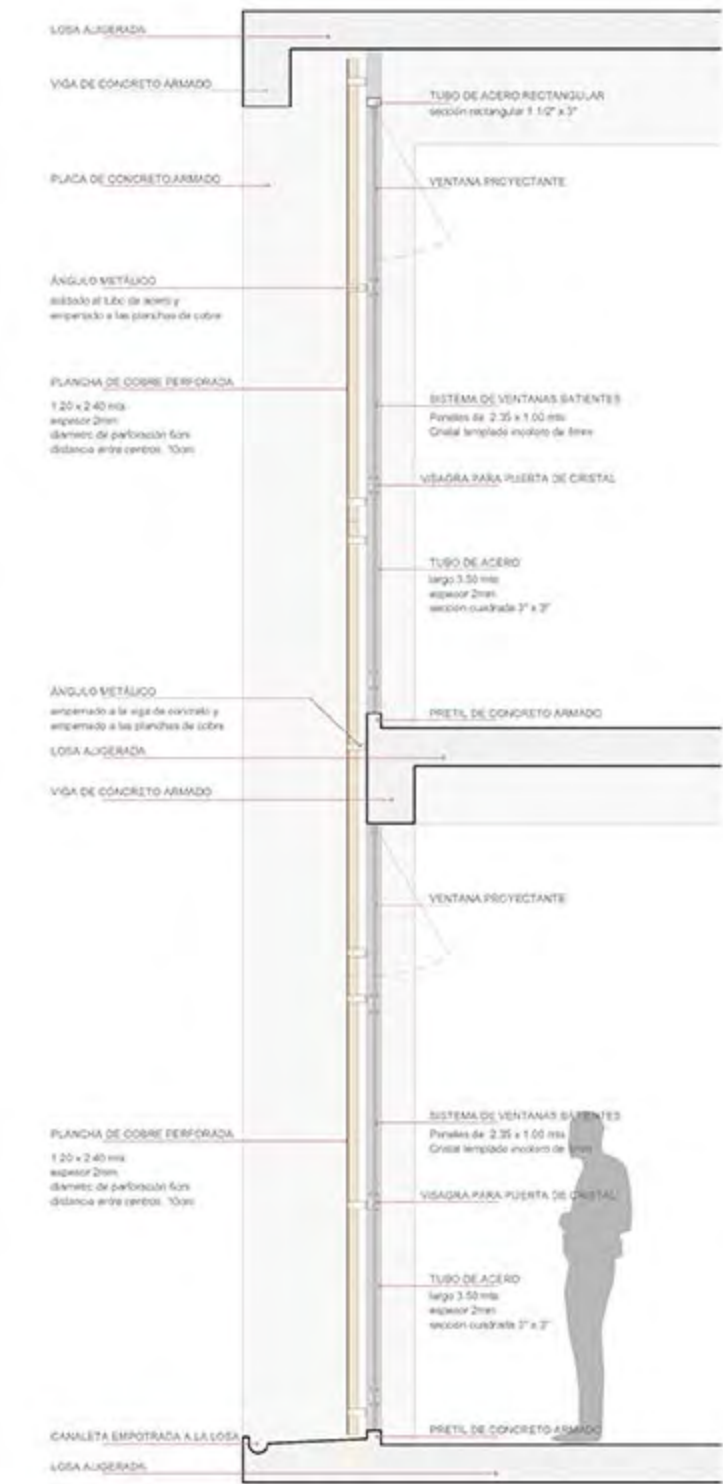 LOSA ALIGERADA
VIGA DE CONCRETO ARMADO
TUBO DE ACERO RECTANGULAR
sección rectangular 1 1/2" x 3"
PLACA DE CONCRETO ARMADO
VENTANA PROYECTANTE
ÁNGULO METÁLICO
soldado al tubo de acero y
empernado a las planchas de cobre
PLANCHA DE COBRE PERFORADA
1.20 x 2.40 mts
espesor 2mm
diametro de perforación 6cm
distancia entre centros. 10cm
SISTEMA DE VENTANAS BATIENTES
Paneles de 2.35 x 1.00 mts
Cristal templado incoloro de
VISAGRA PARA PUERTA DE CRISTAL
TUBO DE ACERO
largo 3.50 mts
espesor 2mm
sección cuadrada 3" x 3"
ÁNGULO METÁLICO
empernado a la viga de concreto y
empernado a las planchas de cobre
PRETIL DE CONCRETO ARMADO
LOSA ALIGERADA
VIGA DE CONCRETO ARMADO
VENTANA PROYECTANTE
PLANCHA DE COBRE PERFORADA
1.20 x 2.40 mts
espesor 2mm
diametro de perforación 6cm
distancia entre centros. 10cm
SISTEMA DE VENTANAS BATIENTES
Paneles de 2.35 x 1.00 mts
Cristal templado incoloro de
VISAGRA PARA PUERTA DE CRISTAL
TUBO DE ACERO
largo 3.50 mts
espesor 2mm
sección cuadrada 3" x 3"
CANALETA EMPOTRADA A LA LOSA
PRETIL DE CONCRETO ARMADO
LOSA ALIGERADA